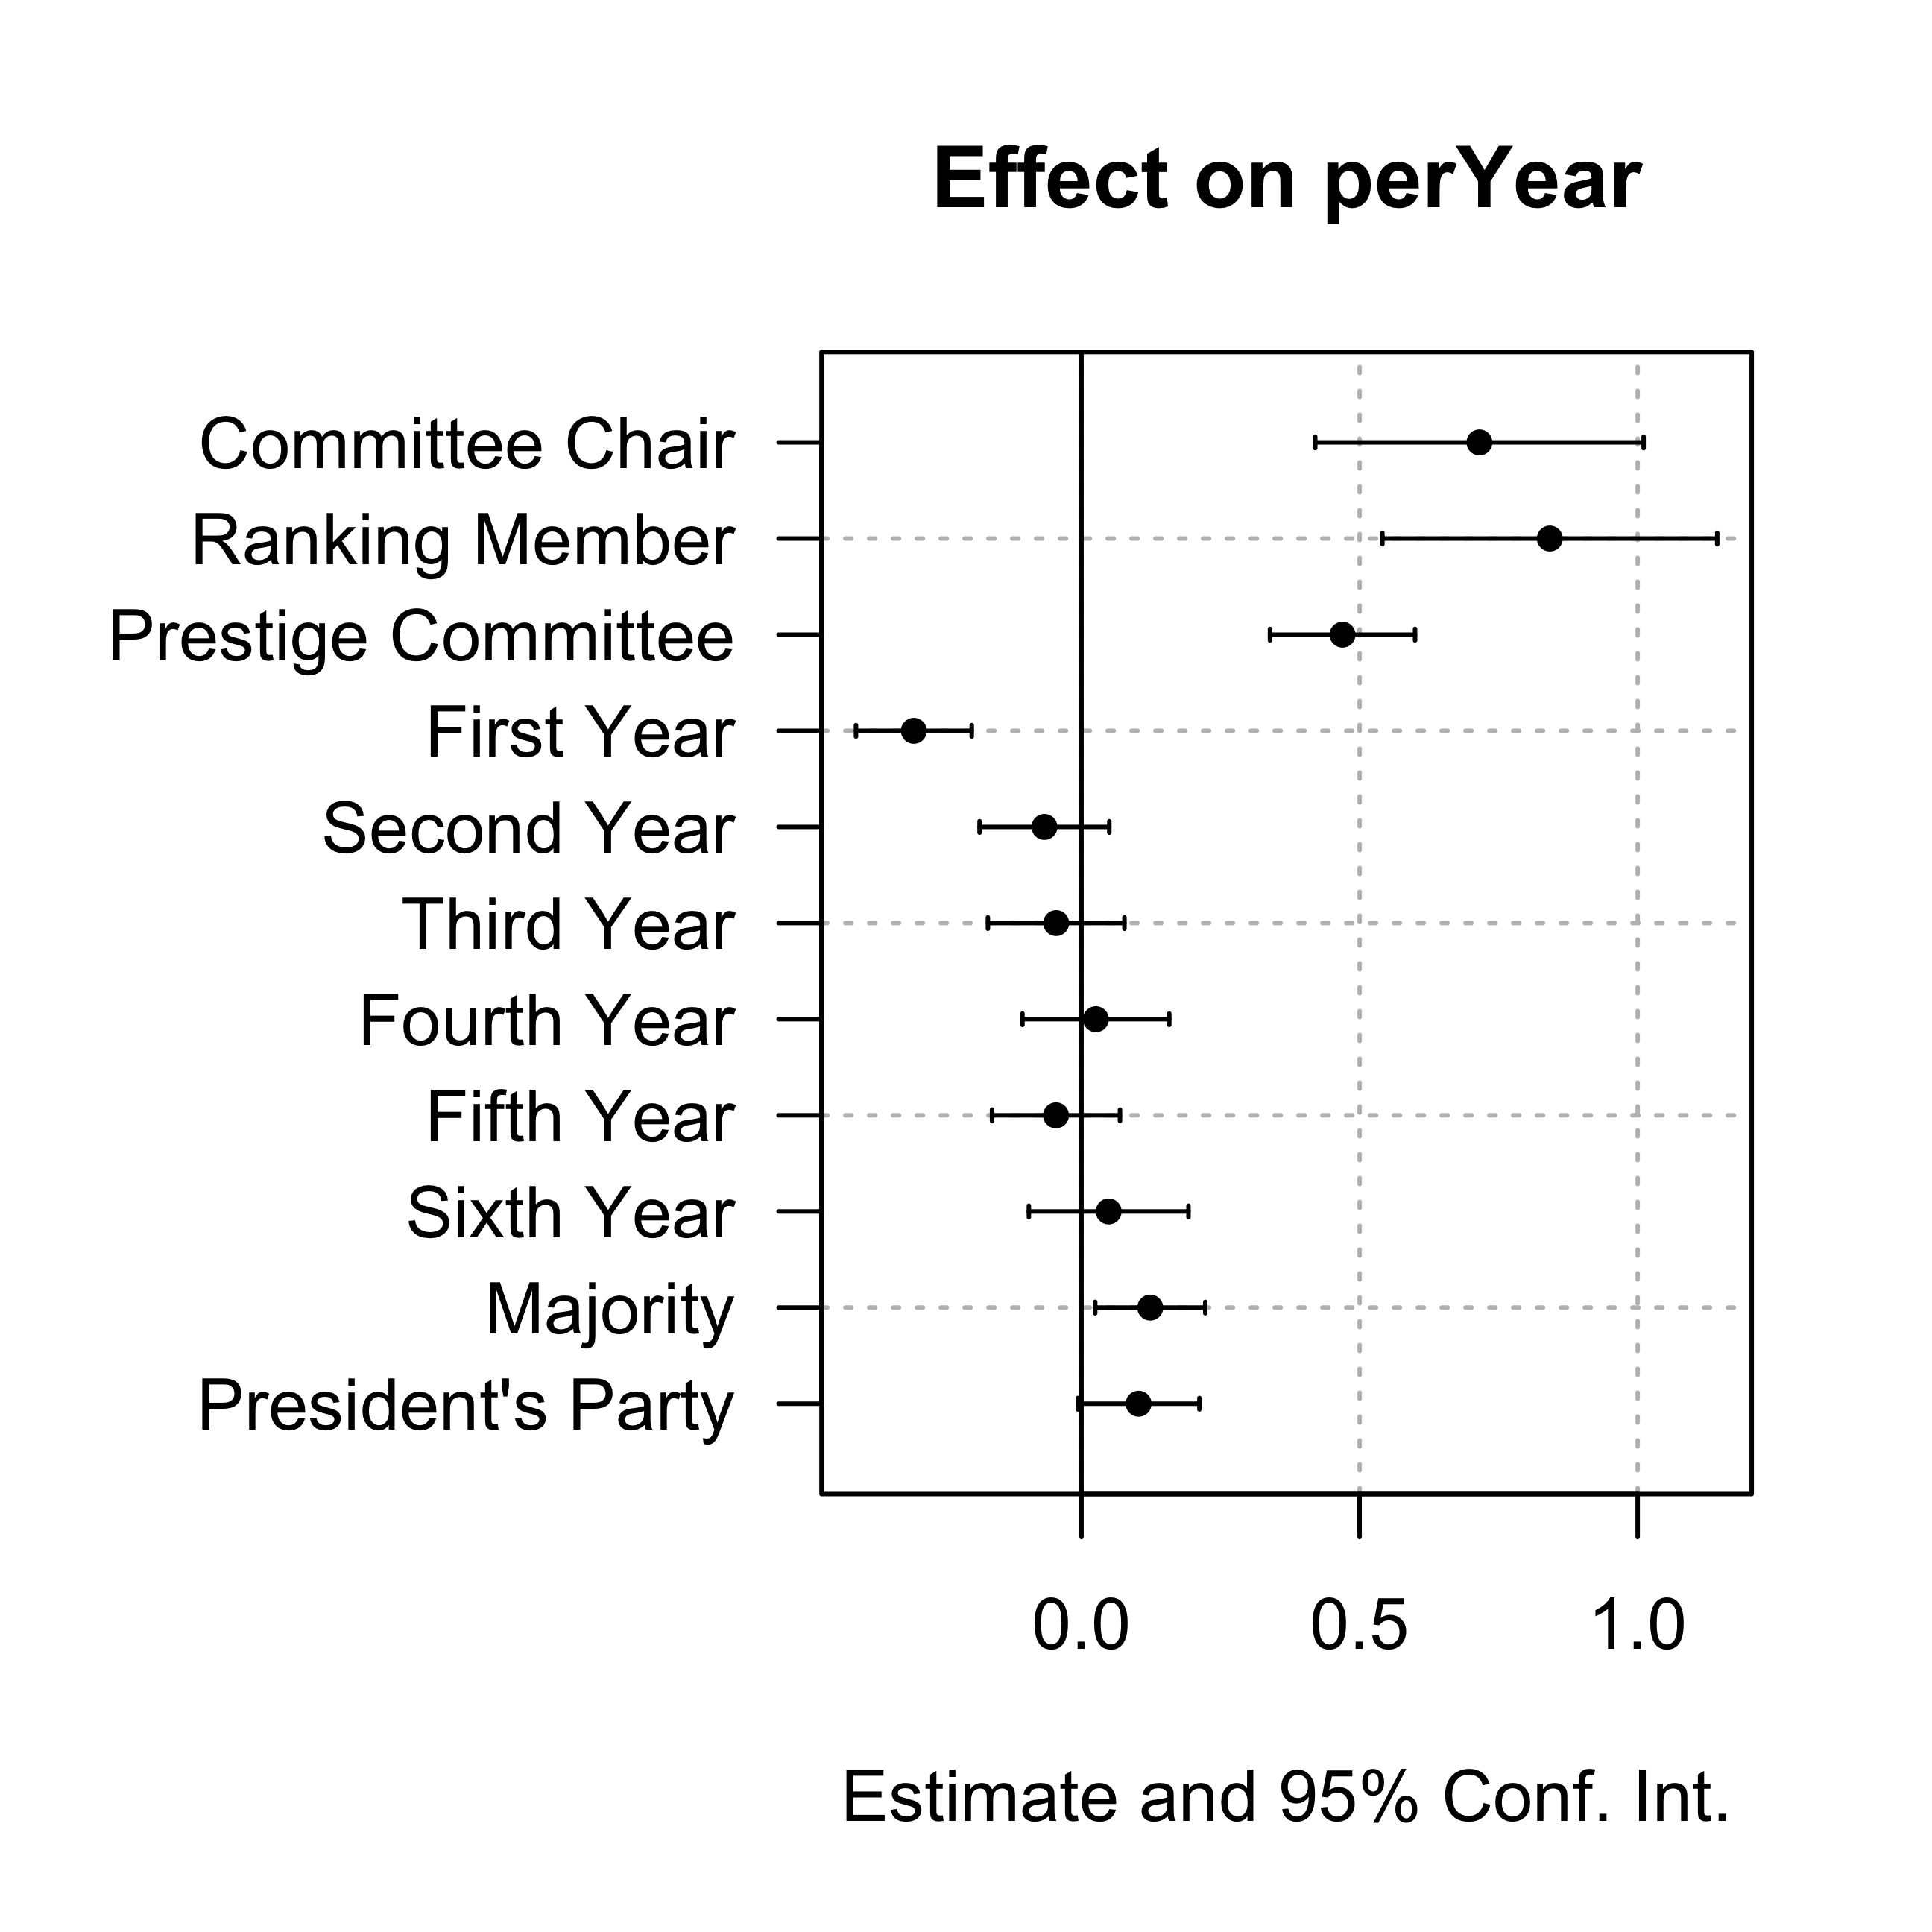 Effect on perYear
Committee Chair
Ranking Member
Prestige Committee
First Year
Second Year
Third Year
Fourth Year
Fifth Year
Sixth Year
Majority
President's Party
0.0 0.5 1.0
Estimate and 95% Conf. Int.